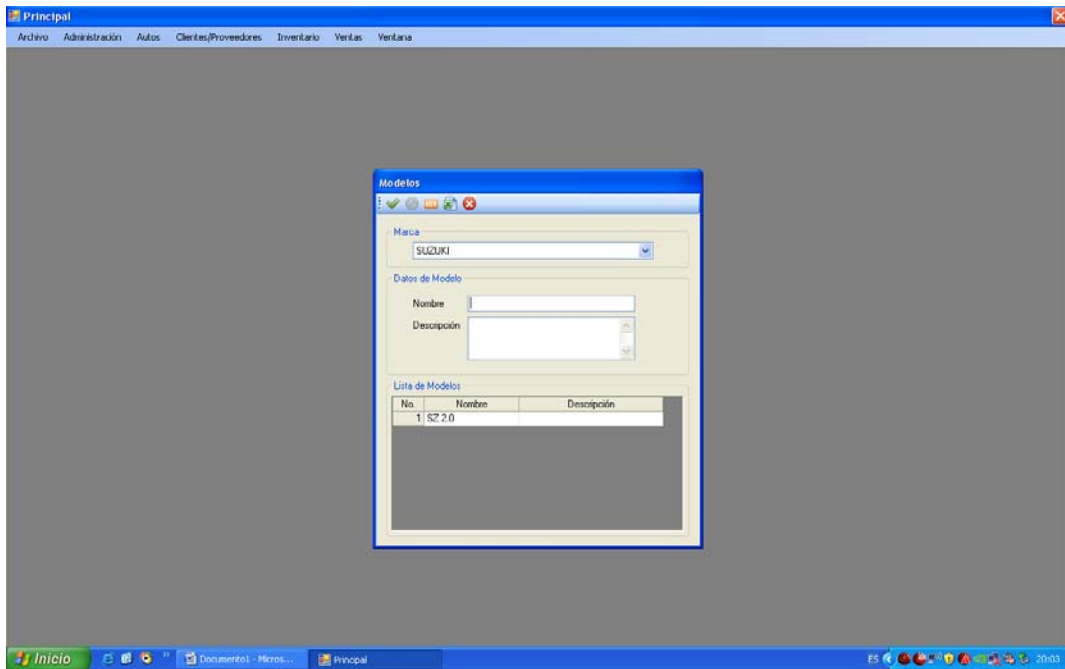 Principal
Archivo Administración Autos Clientes/Proveedores Inventario Ventas Ventana
Modelos
Marca
SUZUKI
Datos de Modelo
Nombre
Descripción
Lista de Modelos
No. Nombre Descripción
1 SZ 2.0
Inicio Documento1 - Micros... Principal ES 20:03